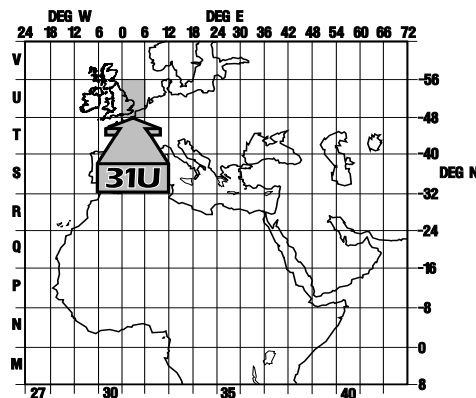 DEG W DEG E
24 18 12 6 0 6 12 18 24 30 36 42 48 54 60 66 72
V
-56
U
-48
T
-40
S DEG N
31U
-32
R
-24
Q
-16
P
-8
N
0
M
8
27 30 35 40